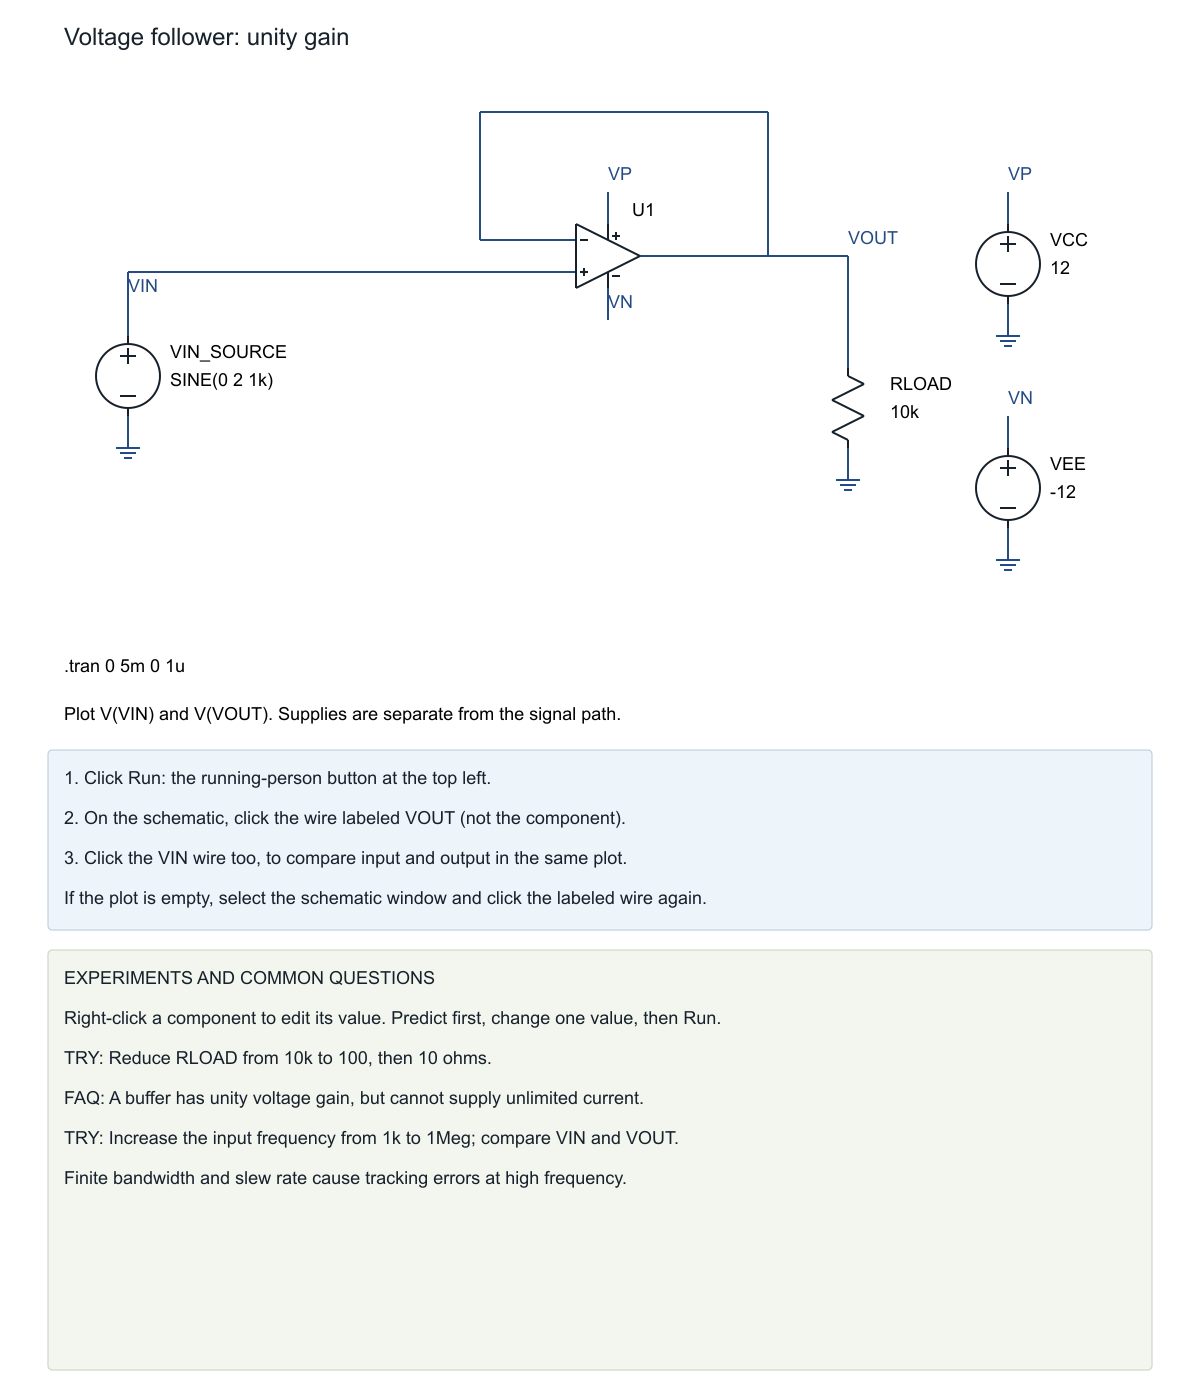 Voltage follower: unity gain
VP
U1
VOUT
VIN
VN
VIN_SOURCE
SINE(0 2 1k)
RLOAD
10k
VP
VCC
12
VN
VEE
-12
.tran 0 5m 0 1u
Plot V(VIN) and V(VOUT). Supplies are separate from the signal path.
1. Click Run: the running-person button at the top left.
2. On the schematic, click the wire labeled VOUT (not the component).
3. Click the VIN wire too, to compare input and output in the same plot.
If the plot is empty, select the schematic window and click the labeled wire again.
EXPERIMENTS AND COMMON QUESTIONS
Right-click a component to edit its value. Predict first, change one value, then Run.
TRY: Reduce RLOAD from 10k to 100, then 10 ohms.
FAQ: A buffer has unity voltage gain, but cannot supply unlimited current.
TRY: Increase the input frequency from 1k to 1Meg; compare VIN and VOUT.
Finite bandwidth and slew rate cause tracking errors at high frequency.